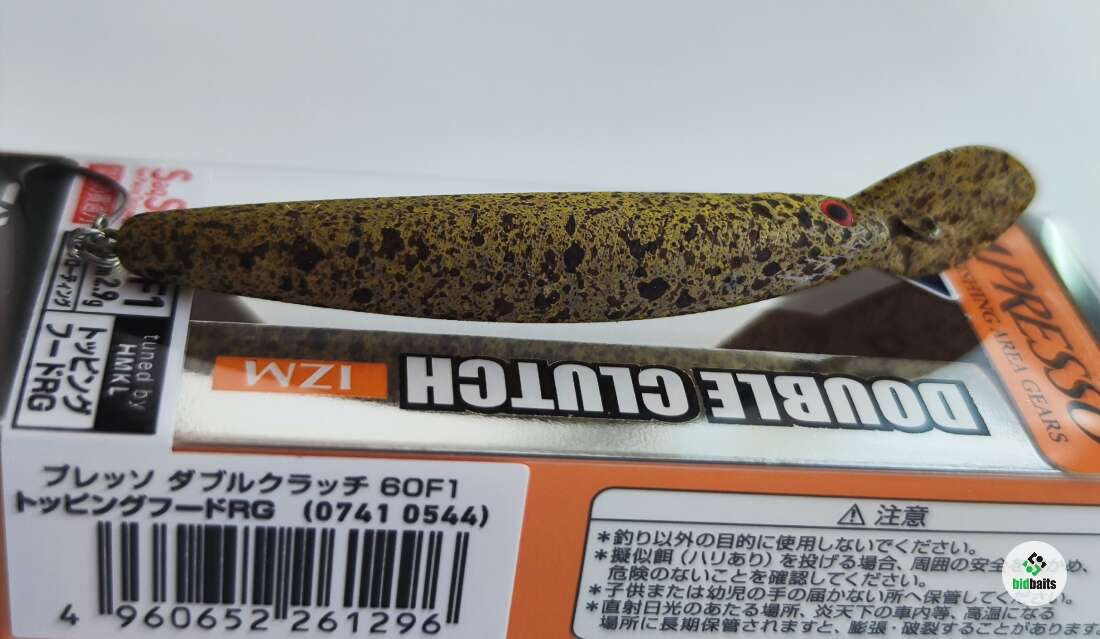 PRESSO
FISHING AREA GEARS
DOUBLE CLUTCH
IZM
F1
2.9g
フローティング
トッピング
フードRG
tuned by
HMKL
プレッソ ダブルクラッチ 60F1
トッピングフードRG (0741 0544)
4 960652 261296
⚠ 注意
*釣り以外の目的に使用しないでください。
*擬似餌（ハリあり）を投げる場合、周囲の安全を かめ、
危険のないことを確認してください。
*子供または幼児の手の届かない所へ保管してください。
*直射日光のあたる場所、炎天下の車内等、高温になる
場所に長期保管されますと、膨張・破裂することがあります
bidbaits